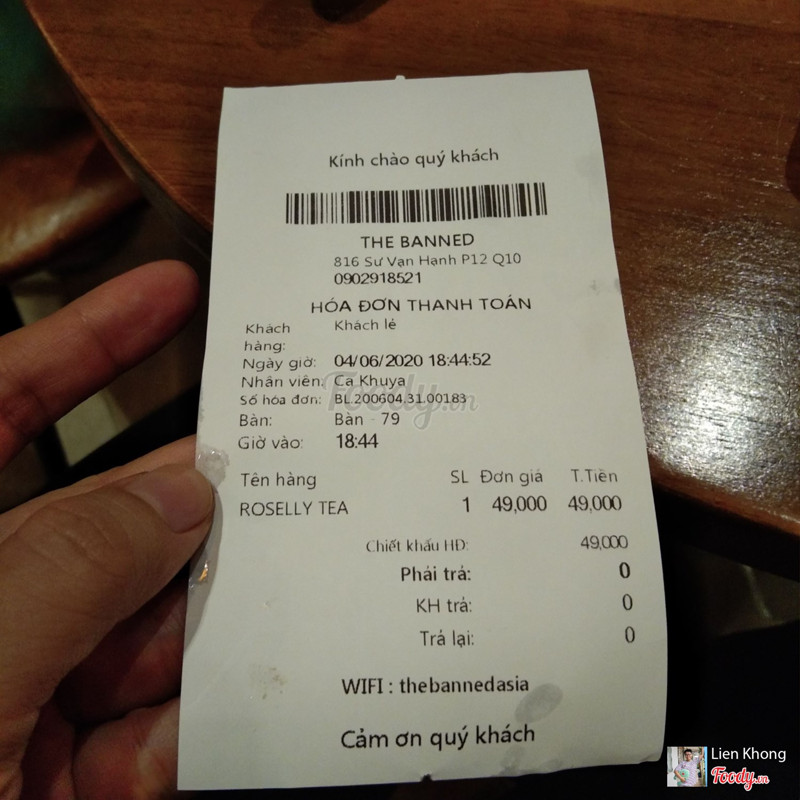 Kính chào quý khách
THE BANNED
816 Sư Vạn Hạnh P12 Q10
0902918521
HÓA ĐƠN THANH TOÁN
Khách hàng: Khách lẻ
Ngày giờ: 04/06/2020 18:44:52
Nhân viên: Ca Khuya
Số hóa đơn: BL.200604.31.00183
Bàn: Bàn - 79
Giờ vào: 18:44
Tên hàng SL Đơn giá T.Tiền
ROSELLY TEA 1 49,000 49,000
Chiết khấu HĐ: 49,000
Phải trả: 0
KH trả: 0
Trả lại: 0
WIFI : thebannedasia
Cảm ơn quý khách
Foody.vn
Lien Khong
Foody.vn